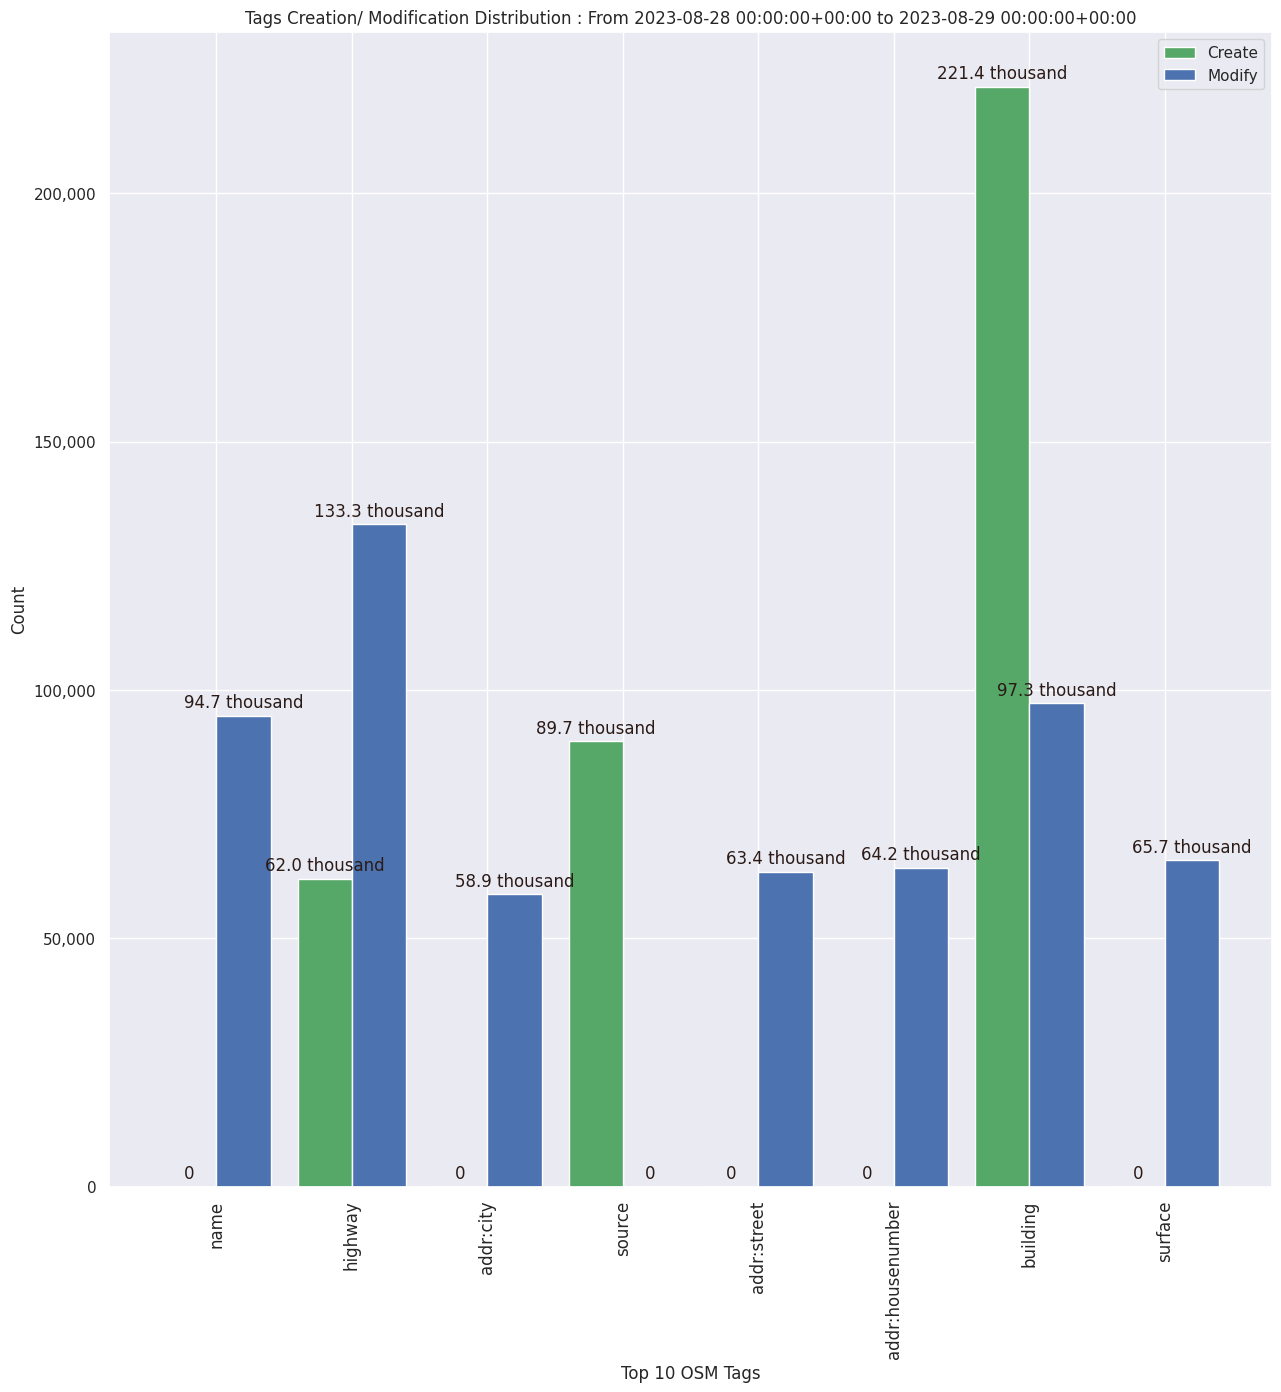 Tags Creation/ Modification Distribution : From 2023-08-28 00:00:00+00:00 to 2023-08-29 00:00:00+00:00
Create
Modify
221.4 thousand
200,000
150,000
133.3 thousand
100,000
94.7 thousand
97.3 thousand
89.7 thousand
62.0 thousand
58.9 thousand
63.4 thousand
64.2 thousand
65.7 thousand
50,000
0
0
0
0
0
0
0
Count
name
highway
addr:city
source
addr:street
addr:housenumber
building
surface
Top 10 OSM Tags